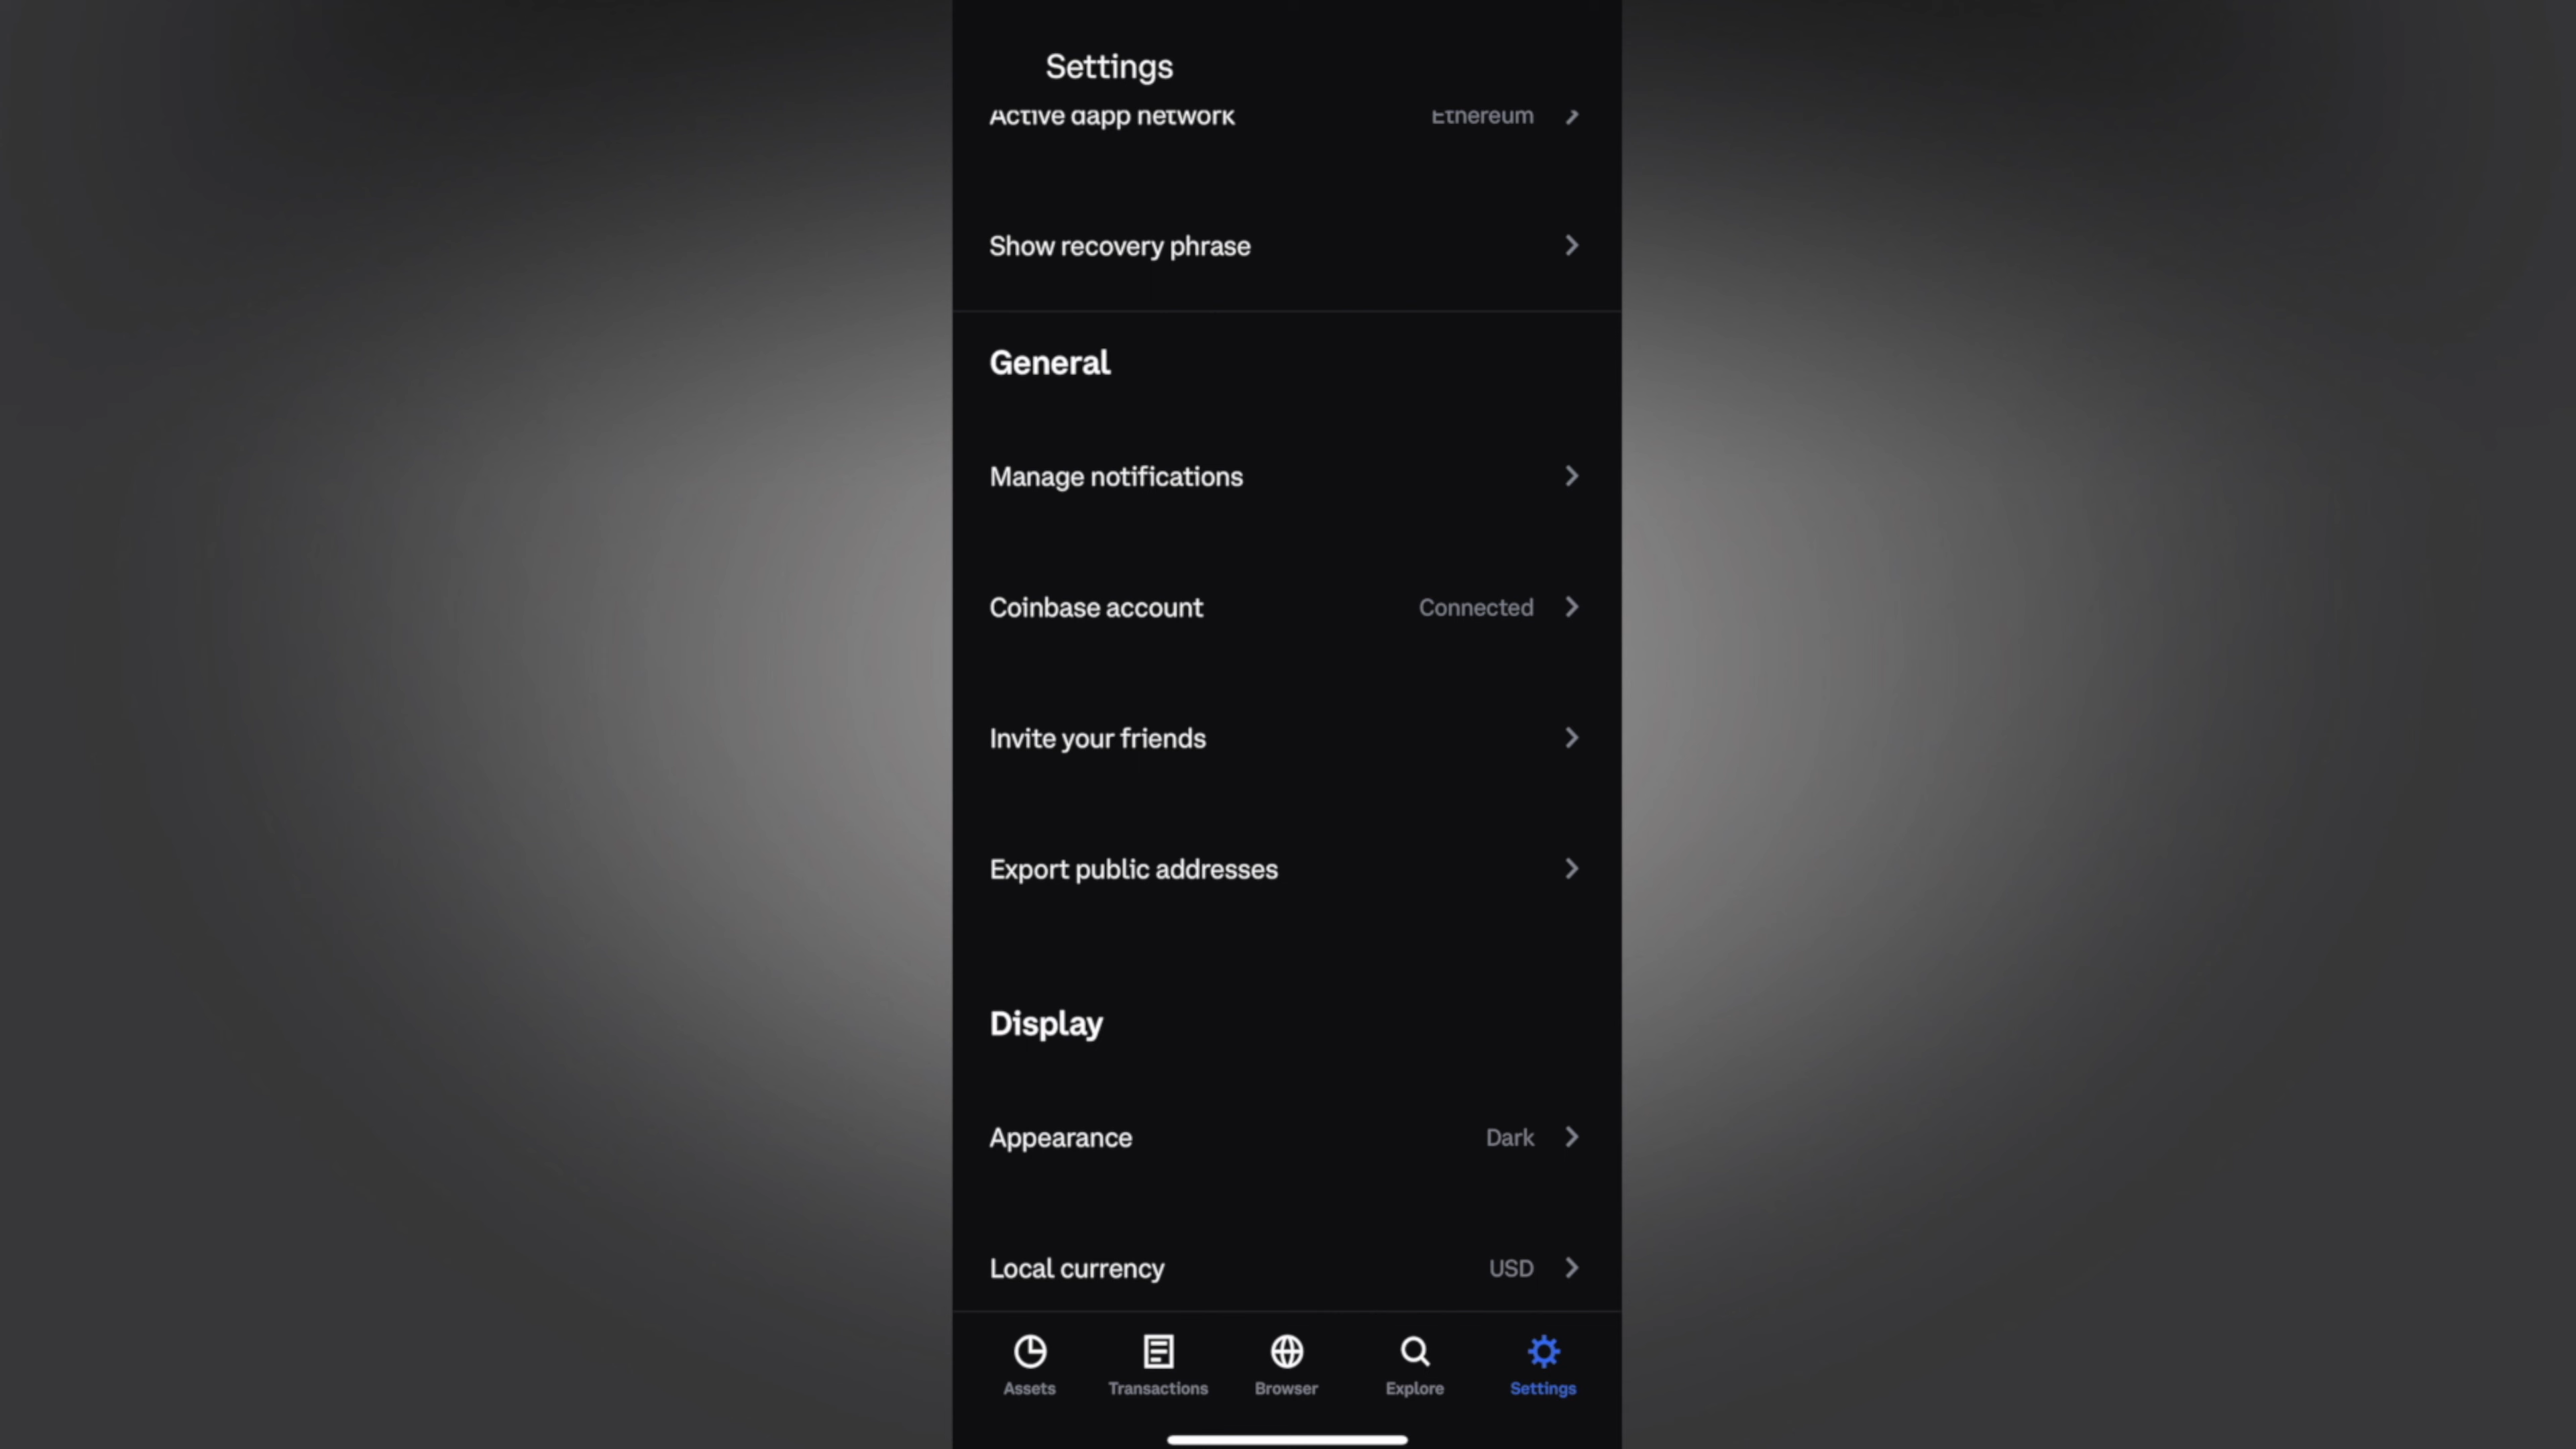 Settings
Active dapp network Ethereum
Show recovery phrase
General
Manage notifications
Coinbase account Connected
Invite your friends
Export public addresses
Display
Appearance Dark
Local currency USD
Assets Transactions Browser Explore Settings